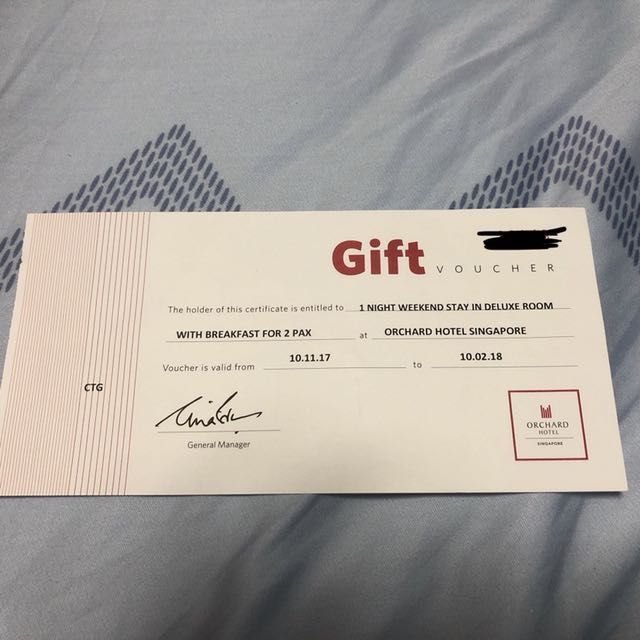 Gift VOUCHER
The holder of this certificate is entitled to 1 NIGHT WEEKEND STAY IN DELUXE ROOM
WITH BREAKFAST FOR 2 PAX at ORCHARD HOTEL SINGAPORE
Voucher is valid from 10.11.17 to 10.02.18
CTG
General Manager
ORCHARD
HOTEL
SINGAPORE